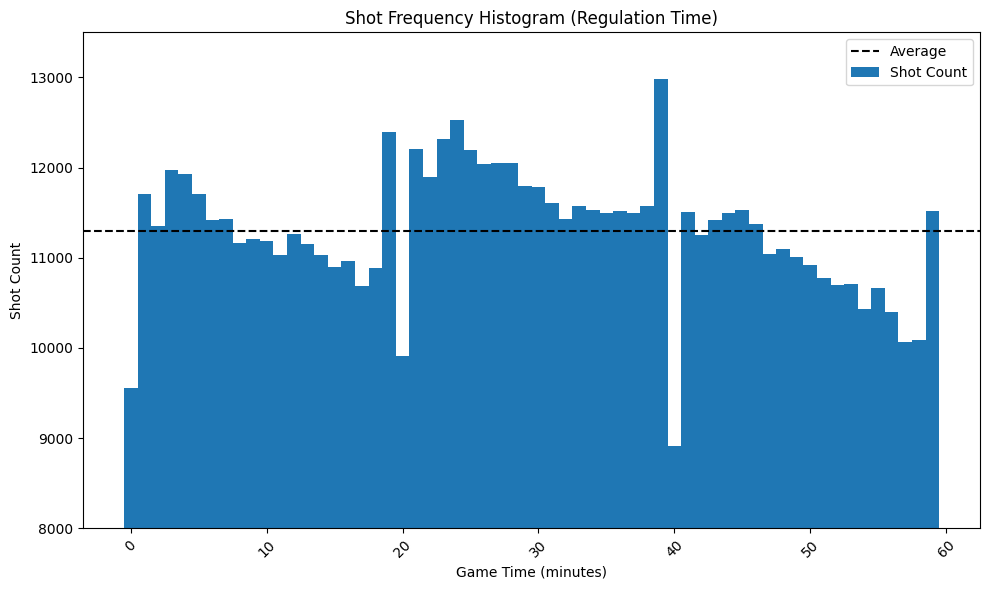 Shot Frequency Histogram (Regulation Time)
Average
Shot Count
13000
12000
11000
10000
9000
8000
Shot Count
0
10
20
30
40
50
60
Game Time (minutes)